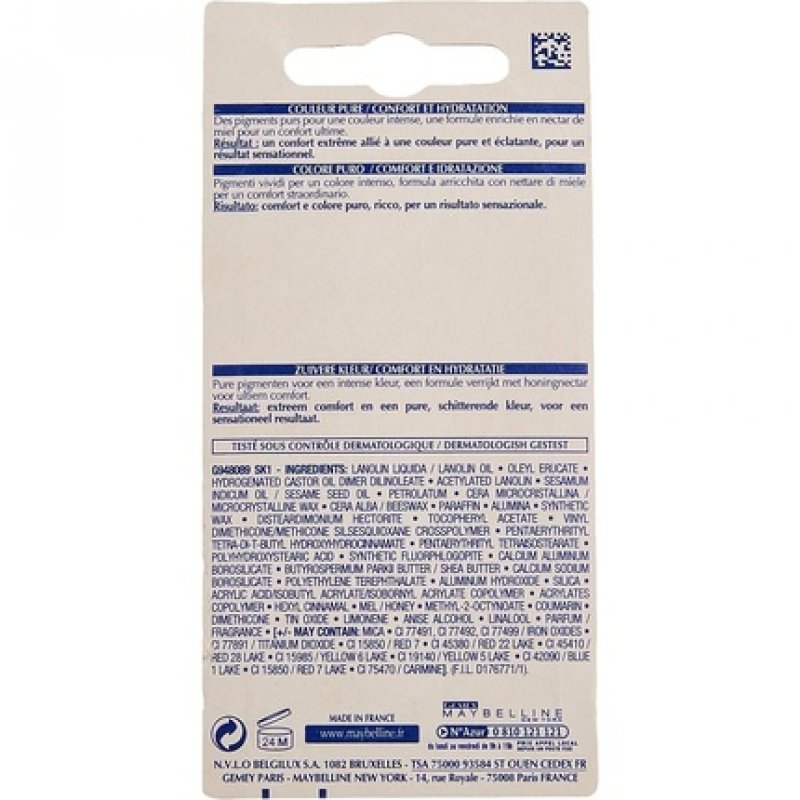 COULEUR PURE / CONFORT ET HYDRATATION
Des pigments purs pour une couleur intense, une formule enrichie en nectar de
miel pour un confort ultime.
Résultat : un confort extrême allié à une couleur pure et éclatante, pour un
résultat sensationnel.
COLORE PURO / COMFORT E IDRATAZIONE
Pigmenti vividi per un colore intenso, formula arricchita con nettare di miele
per un comfort straordinario.
Risultato: comfort e colore puro, ricco, per un risultato sensazionale.
ZUIVERE KLEUR/ COMFORT EN HYDRATATIE
Pure pigmenten voor een intense kleur, een formule verrijkt met honingnectar
voor ultiem comfort.
Resultaat: extreem comfort en een pure, schitterende kleur, voor een
sensationeel resultaat.
TESTÉ SOUS CONTRÔLE DERMATOLOGIQUE / DERMATOLOGISH GESTEST
G948089 SK1 - INGREDIENTS: LANOLIN LIQUIDA / LANOLIN OIL • OLEYL ERUCATE •
HYDROGENATED CASTOR OIL DIMER DILINOLEATE • ACETYLATED LANOLIN • SESAMUM
INDICUM OIL / SESAME SEED OIL • PETROLATUM • CERA MICROCRISTALLINA /
MICROCRYSTALLINE WAX • CERA ALBA / BEESWAX • PARAFFIN • ALUMINA • SYNTHETIC
WAX • DISTEARDIMONIUM HECTORITE • TOCOPHERYL ACETATE • VINYL
DIMETHICONE/METHICONE SILSESQUIOXANE CROSSPOLYMER • PENTAERYTHRITYL
TETRA-DI-T-BUTYL HYDROXYHYDROCINNAMATE • PENTAERYTHRITYL TETRAISOSTEARATE •
POLYHYDROXYSTEARIC ACID • SYNTHETIC FLUORPHLOGOPITE • CALCIUM ALUMINUM
BOROSILICATE • BUTYROSPERMUM PARKII BUTTER / SHEA BUTTER • CALCIUM SODIUM
BOROSILICATE • POLYETHYLENE TEREPHTHALATE • ALUMINUM HYDROXIDE • SILICA •
ACRYLIC ACID/ISOBUTYL ACRYLATE/ISOBORNYL ACRYLATE COPOLYMER • ACRYLATES
COPOLYMER • HEXYL CINNAMAL • MEL / HONEY • METHYL-2-OCTYNOATE • COUMARIN •
DIMETHICONE • TIN OXIDE • LIMONENE • ANISE ALCOHOL • LINALOOL • PARFUM /
FRAGRANCE • [+/- MAY CONTAIN: MICA • CI 77491, CI 77492, CI 77499 / IRON OXIDES •
CI 77891 / TITANIUM DIOXIDE • CI 15850 / RED 7 • CI 45380 / RED 22 LAKE • CI 45410 /
RED 28 LAKE • CI 15985 / YELLOW 6 LAKE • CI 19140 / YELLOW 5 LAKE • CI 42090 / BLUE
1 LAKE • CI 15850 / RED 7 LAKE • CI 75470 / CARMINE]. (F.I.L. D176771/1).
24 M
MADE IN FRANCE
www.maybelline.fr
GEMEY
MAYBELLINE
NEW YORK
N°Azur 0 810 121 121
du lundi au vendredi de 9h à 19h
PRIX APPEL LOCAL
DEPUIS UN POSTE FIXE
N.V.L.O BELGILUX S.A. 1082 BRUXELLES - TSA 75000 93584 ST OUEN CEDEX FR
GEMEY PARIS - MAYBELLINE NEW YORK - 14, rue Royale - 75008 Paris FRANCE